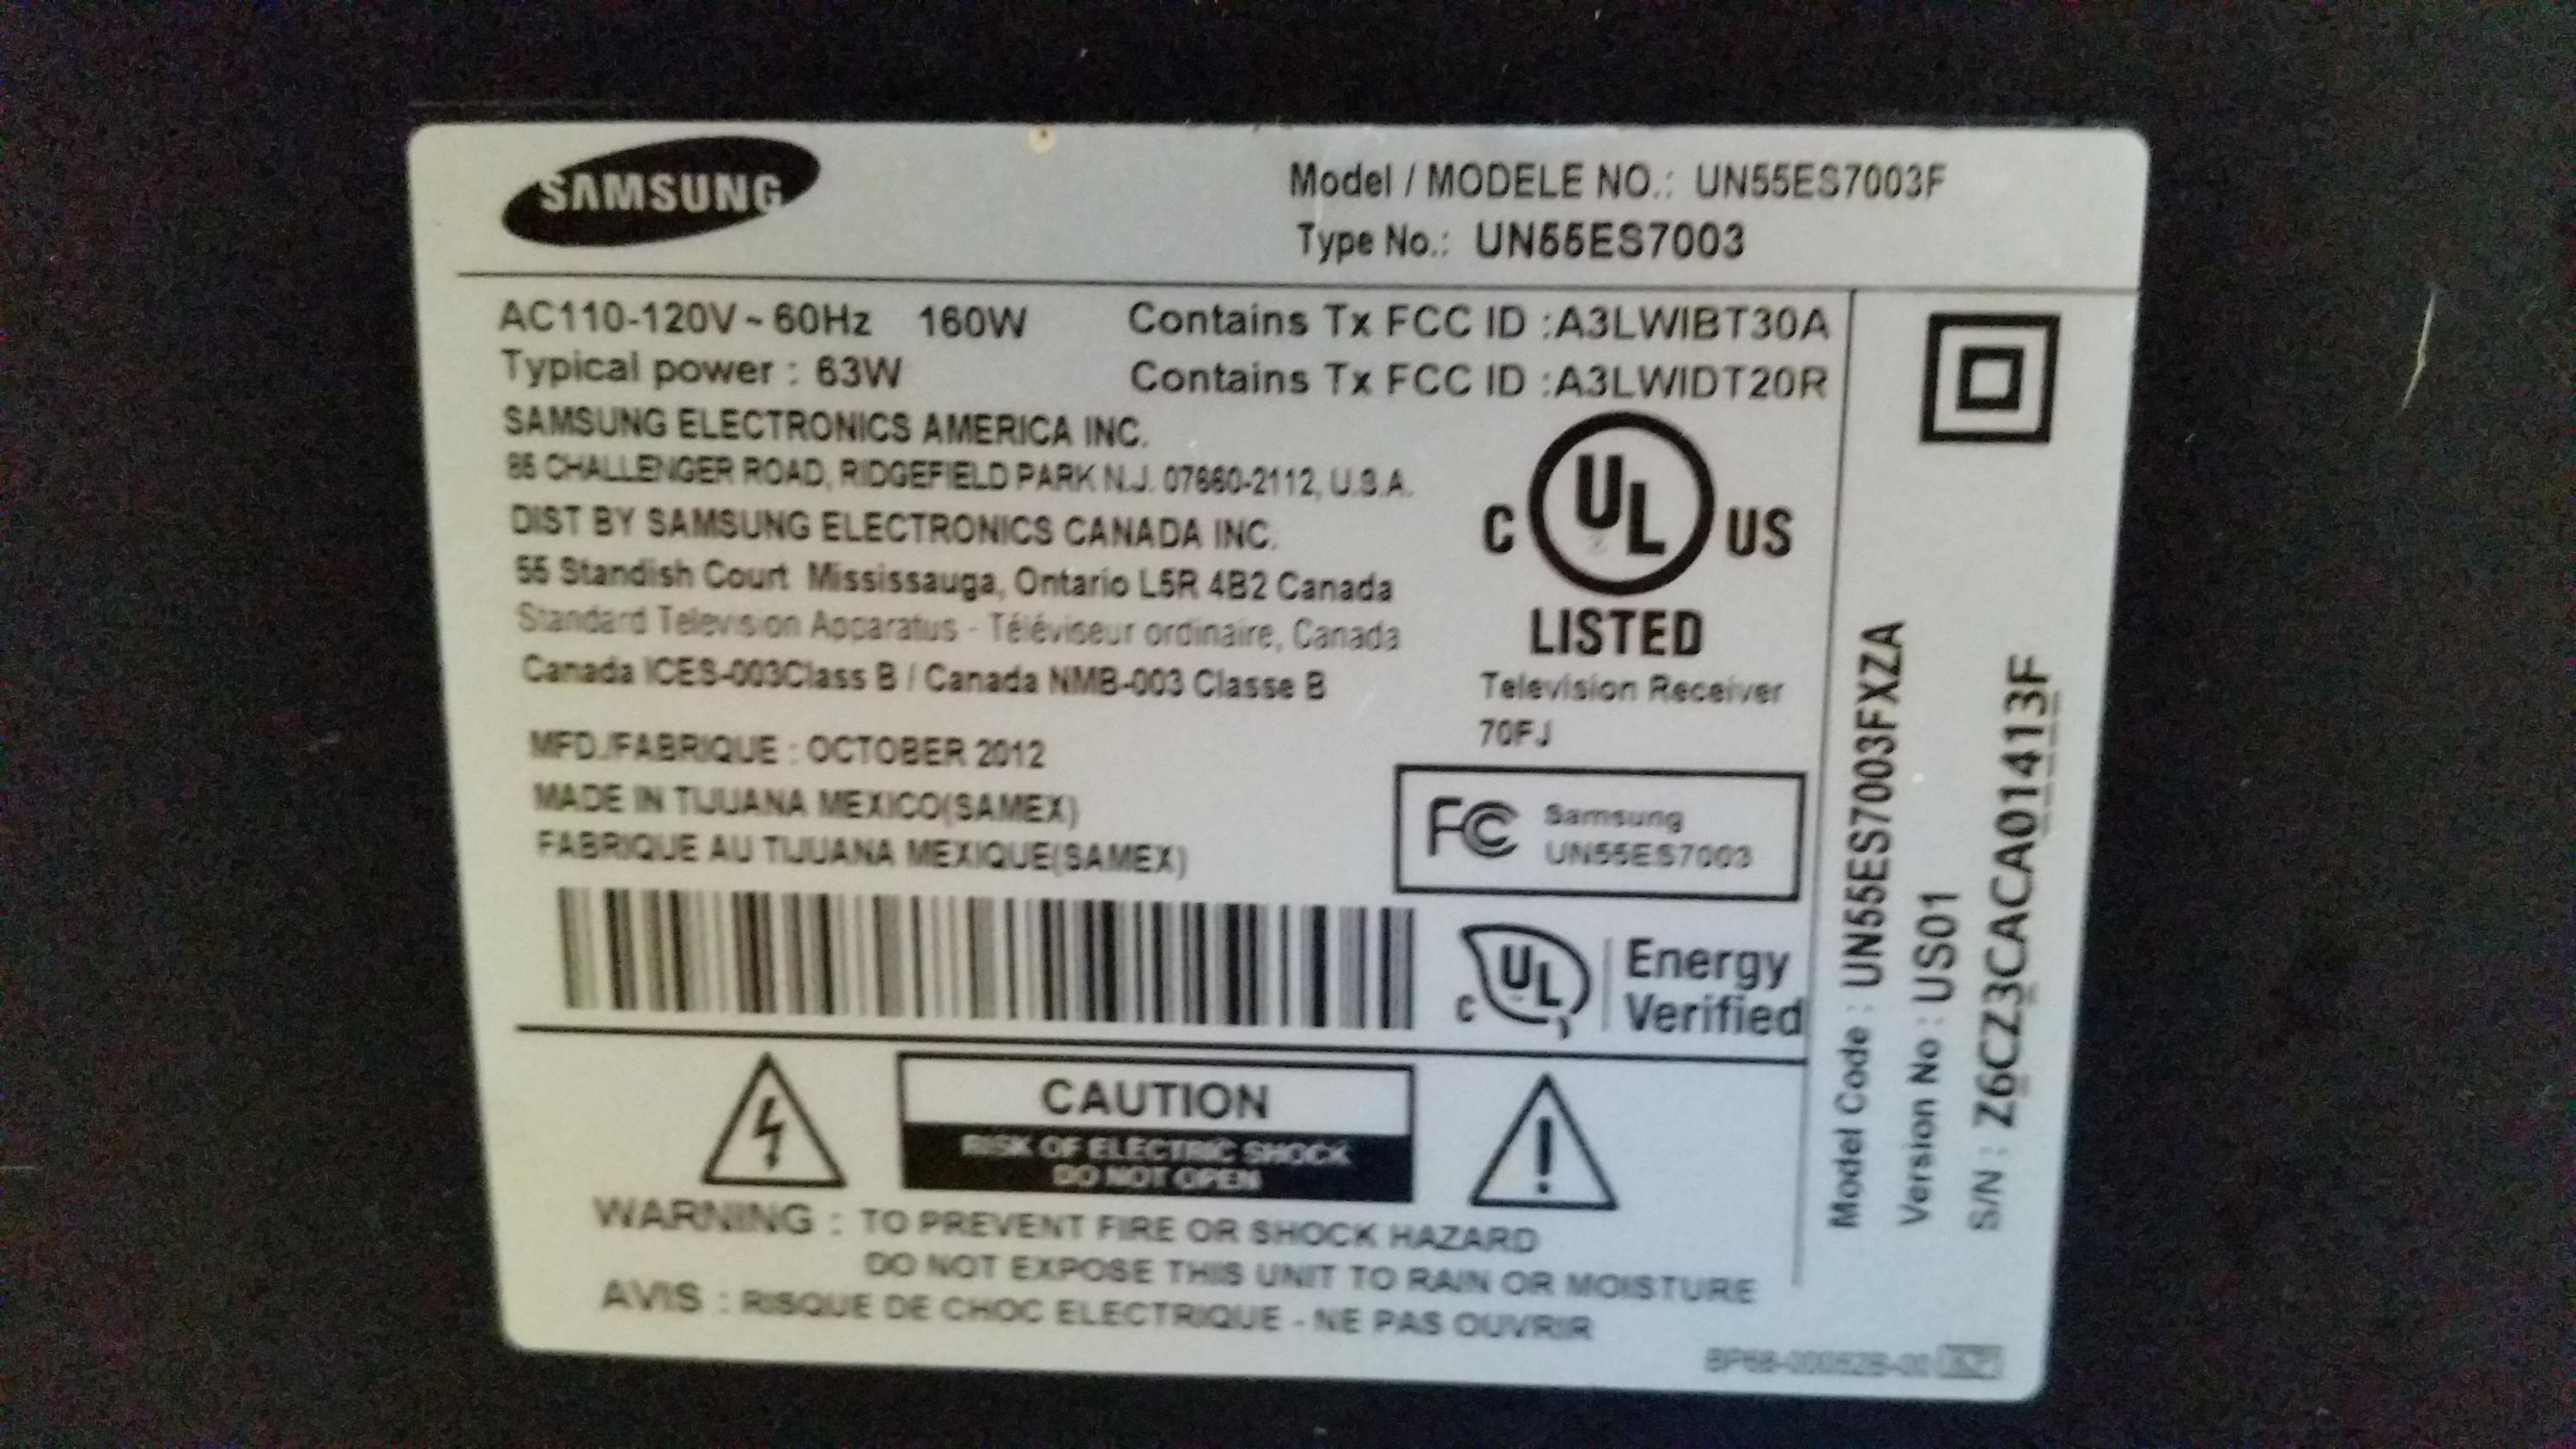 SAMSUNG
Model / MODELE NO.: UN55ES7003F
Type No.: UN55ES7003
AC110-120V ~ 60Hz 160W
Typical power : 63W
Contains Tx FCC ID :A3LWIBT30A
Contains Tx FCC ID :A3LWIDT20R
SAMSUNG ELECTRONICS AMERICA INC.
85 CHALLENGER ROAD, RIDGEFIELD PARK N.J. 07660-2112, U.S.A.
DIST BY SAMSUNG ELECTRONICS CANADA INC.
55 Standish Court Mississauga, Ontario L5R 4B2 Canada
Standard Television Apparatus - Téléviseur ordinaire, Canada
Canada ICES-003Class B / Canada NMB-003 Classe B
C UL US
LISTED
Television Receiver
70FJ
MFD./FABRIQUE : OCTOBER 2012
MADE IN TIJUANA MEXICO(SAMEX)
FABRIQUE AU TIJUANA MEXIQUE(SAMEX)
FC Samsung
UN55ES7003
C UL Energy
Verified
CAUTION
RISK OF ELECTRIC SHOCK
DO NOT OPEN
WARNING : TO PREVENT FIRE OR SHOCK HAZARD
DO NOT EXPOSE THIS UNIT TO RAIN OR MOISTURE
AVIS : RISQUE DE CHOC ELECTRIQUE - NE PAS OUVRIR
Model Code : UN55ES7003FXZA
Version No : US01
S/N : Z6CZ3CACA01413F